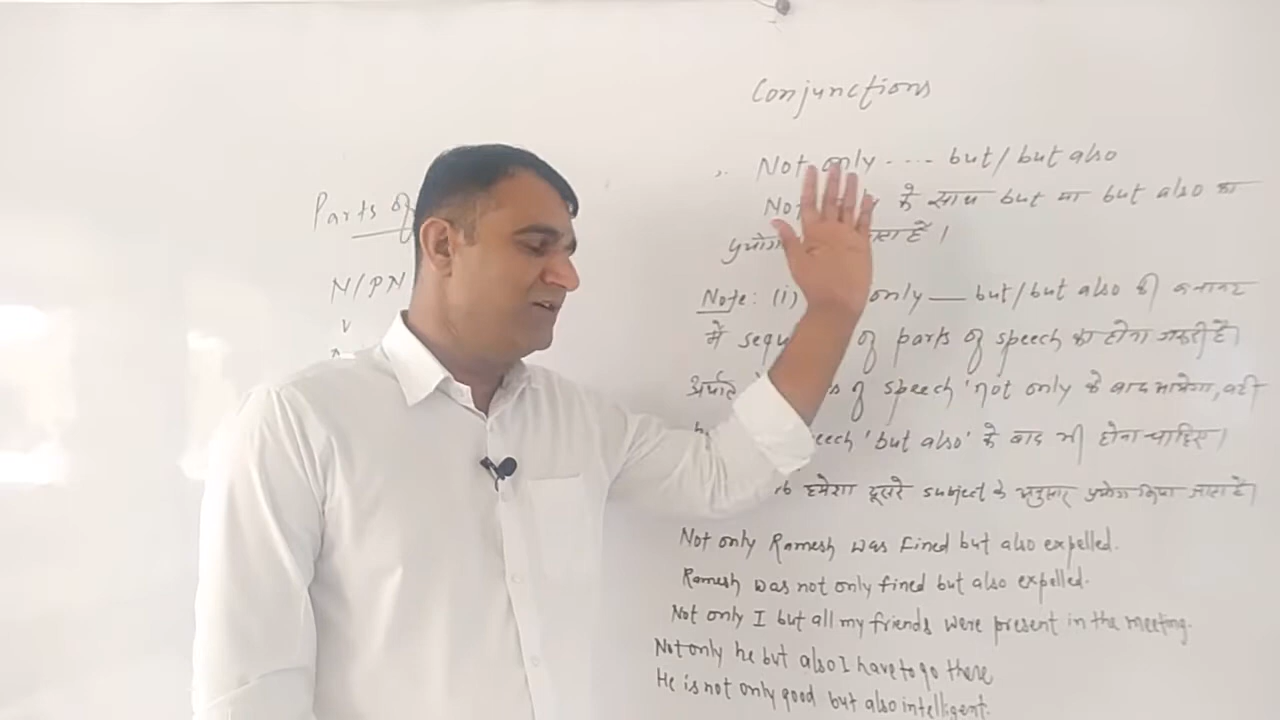 Conjunctions
Not only .... but/but also
Not के साथ but या but also का
जाता है।
Parts of
N/PN
V
Note: (i) only — but/but also की बनावट
में of parts of speech का होना जरूरी है।
अर्थात of speech 'not only के बाद आयेगा, वही
'but also' के बाद भी होना चाहिए।
हमेशा दूसरे subject के अनुसार प्रयोग किया जाता है।
Not only Ramesh was fined but also expelled.
Ramesh was not only fined but also expelled.
Not only I but all my friends were present in the meeting.
Not only he but also I have to go there
He is not only good but also intelligent.